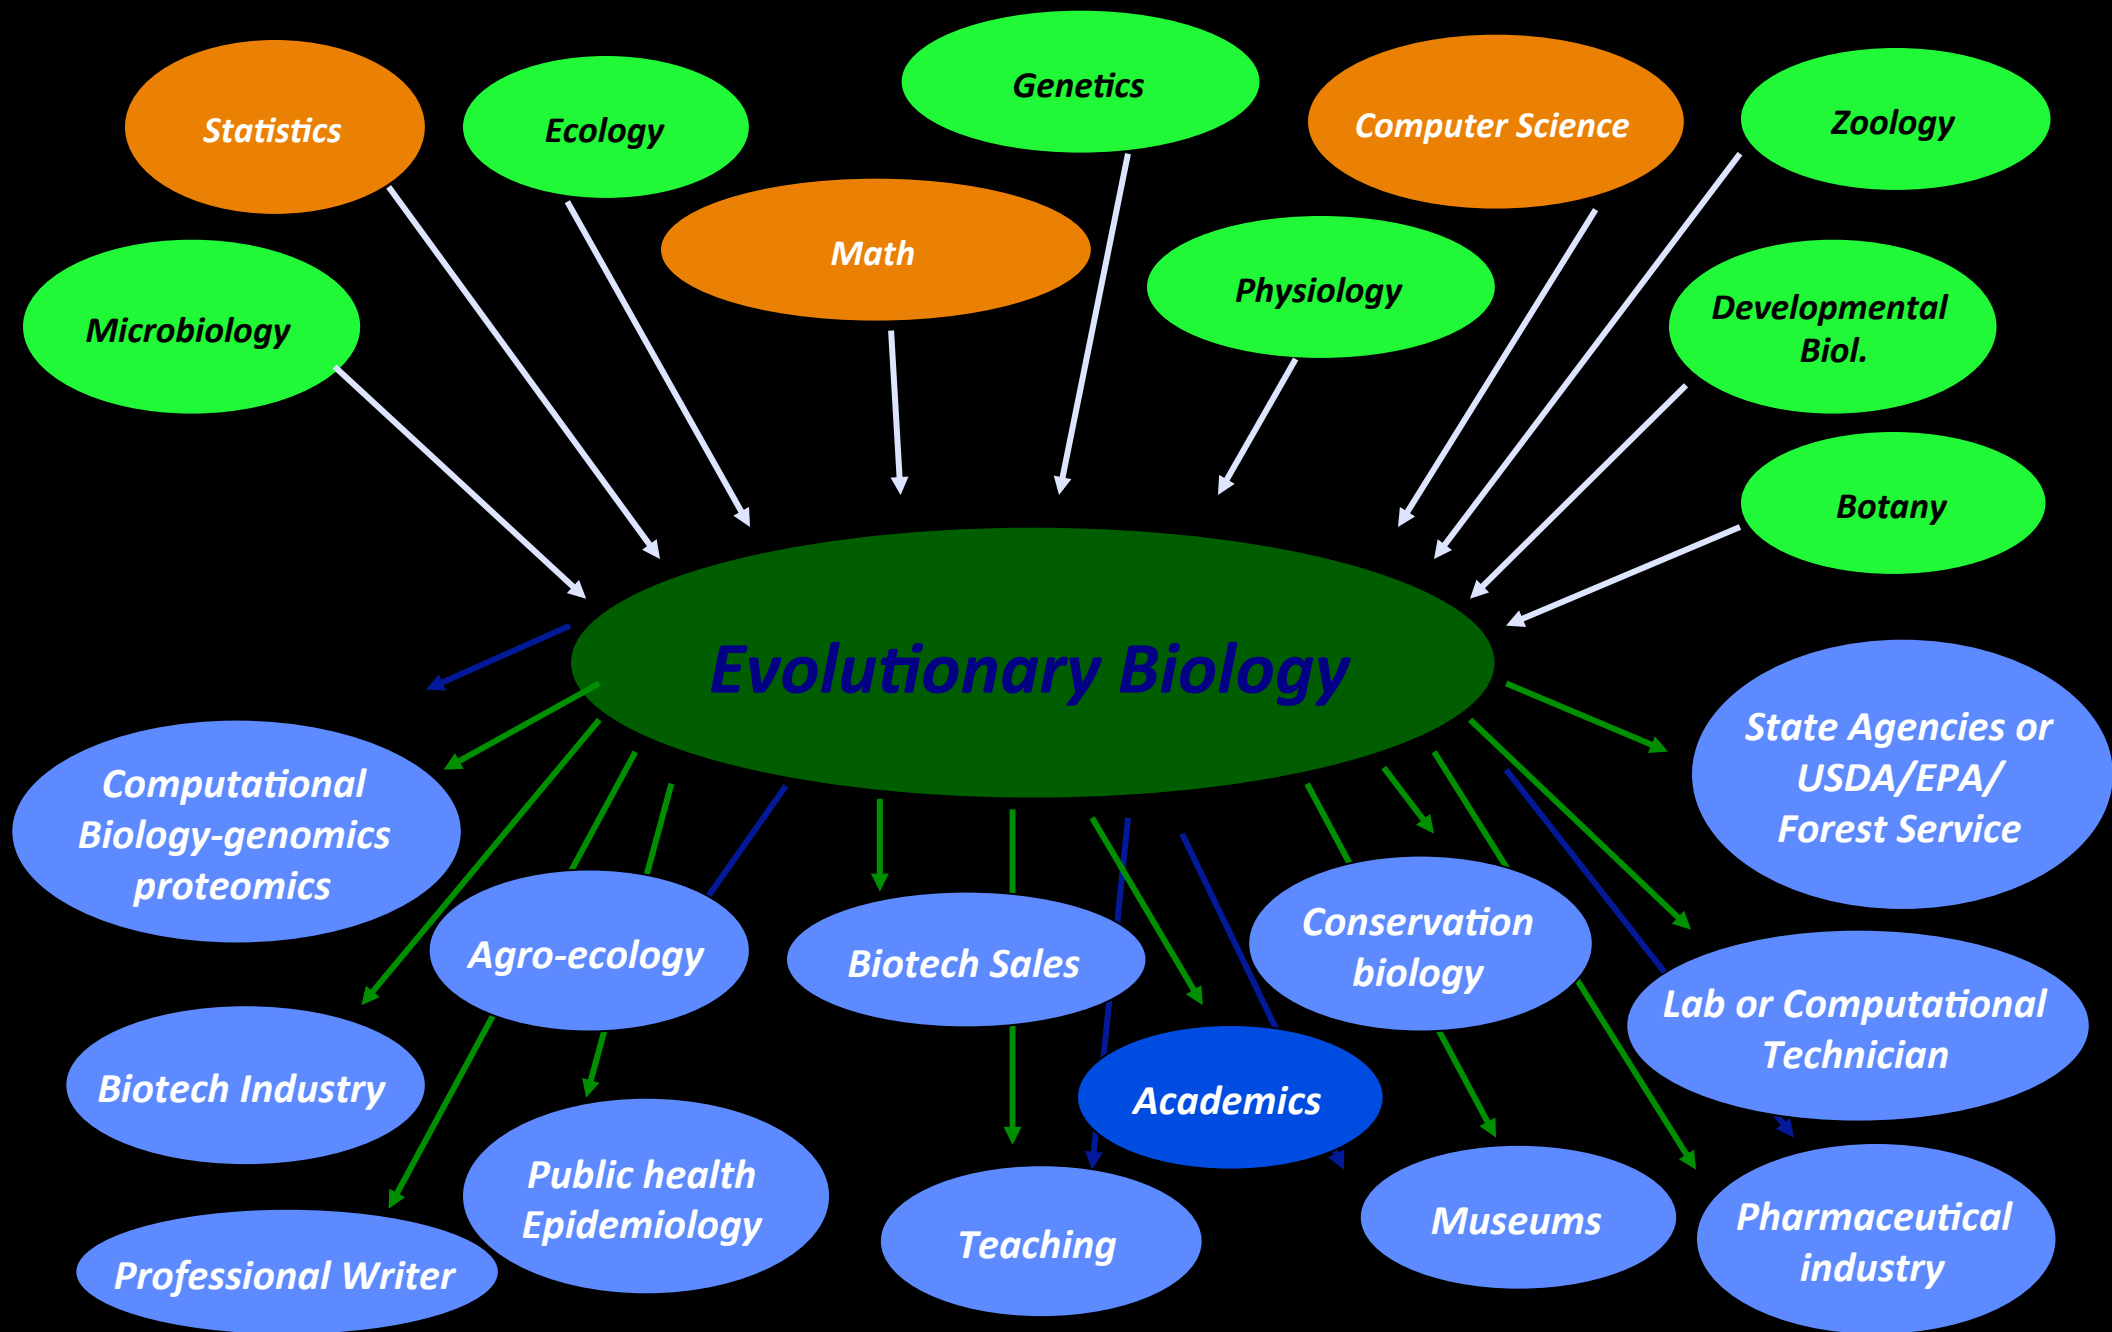 Statistics
Ecology
Genetics
Computer Science
Zoology
Microbiology
Math
Physiology
Developmental
Biol.
Botany
Evolutionary Biology
Computational
Biology-genomics
proteomics
State Agencies or
USDA/EPA/
Forest Service
Agro-ecology
Biotech Sales
Conservation
biology
Lab or Computational
Technician
Biotech Industry
Academics
Public health
Epidemiology
Professional Writer
Teaching
Museums
Pharmaceutical
industry